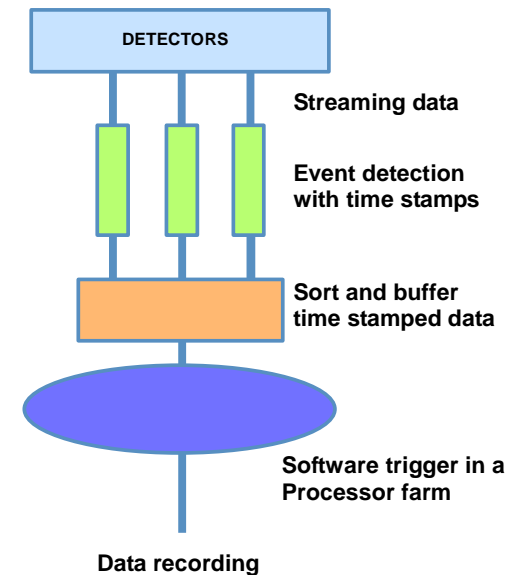 DETECTORS
Streaming data
Event detection
with time stamps
Sort and buffer
time stamped data
Software trigger in a
Processor farm
Data recording